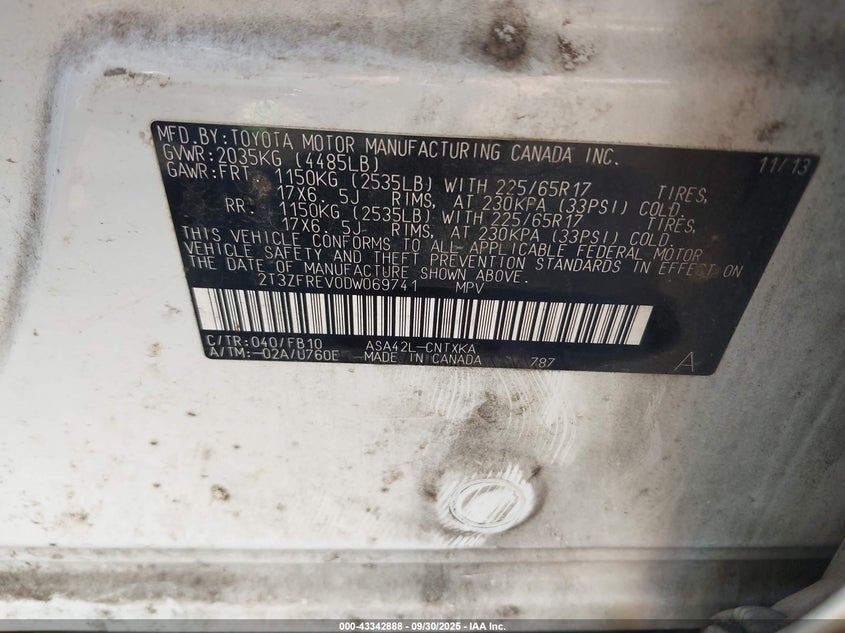 MFD.BY:TOYOTA MOTOR MANUFACTURING CANADA INC.
GVWR:2035KG (4485LB) 11/13
GAWR:FRT 1150KG (2535LB) WITH 225/65R17 TIRES,
17X6. 5J RIMS, AT 230KPA (33PSI) COLD.
RR. 1150KG (2535LB) WITH 225/65R17 TIRES,
17X6. 5J RIMS, AT 230KPA (33PSI) COLD.
THIS VEHICLE CONFORMS TO ALL APPLICABLE FEDERAL MOTOR
VEHICLE SAFETY AND THEFT PREVENTION STANDARDS IN EFFECT ON
THE DATE OF MANUFACTURE SHOWN ABOVE.
2T3ZFREV0DW069741 MPV
C/TR:040/FB10 ASA42L-CNTXKA
A/TM:-02A/U760E -MADE IN CANADA 787 A
000-43342888 - 09/30/2025 - IAA Inc.